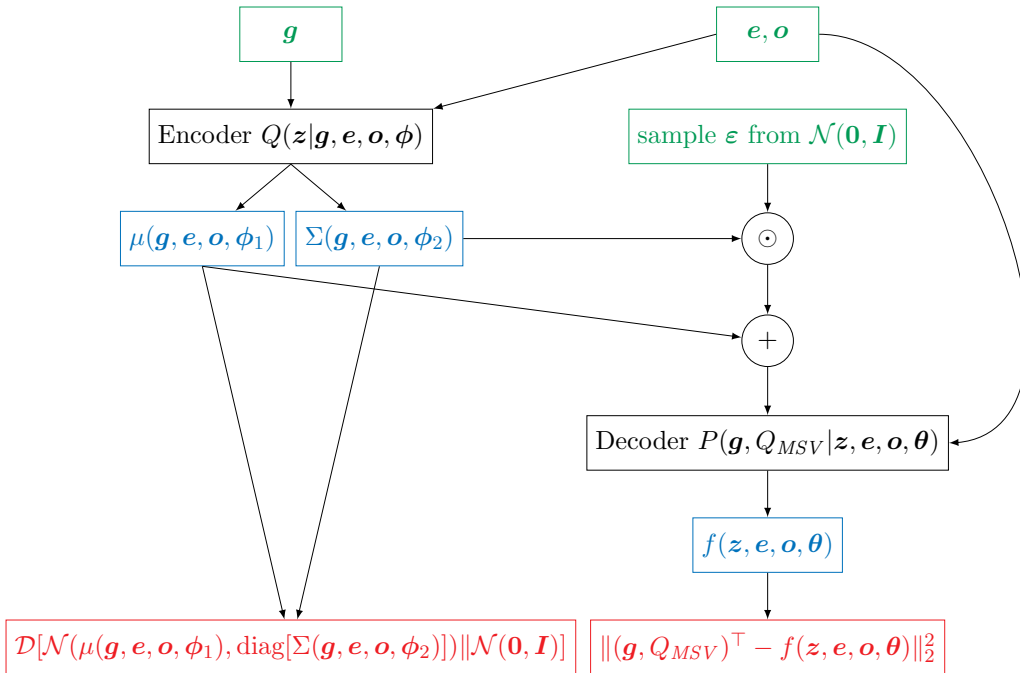 g
e, o
Encoder Q(z|g, e, o, ϕ)
sample ε from 𝒩(0, I)
μ(g, e, o, ϕ₁)
Σ(g, e, o, ϕ₂)
⊙
+
Decoder P(g, Q_MSV|z, e, o, θ)
f(z, e, o, θ)
𝒟[𝒩(μ(g, e, o, ϕ₁), diag[Σ(g, e, o, ϕ₂)])‖𝒩(0, I)]
‖(g, Q_MSV)^⊤ − f(z, e, o, θ)‖₂²